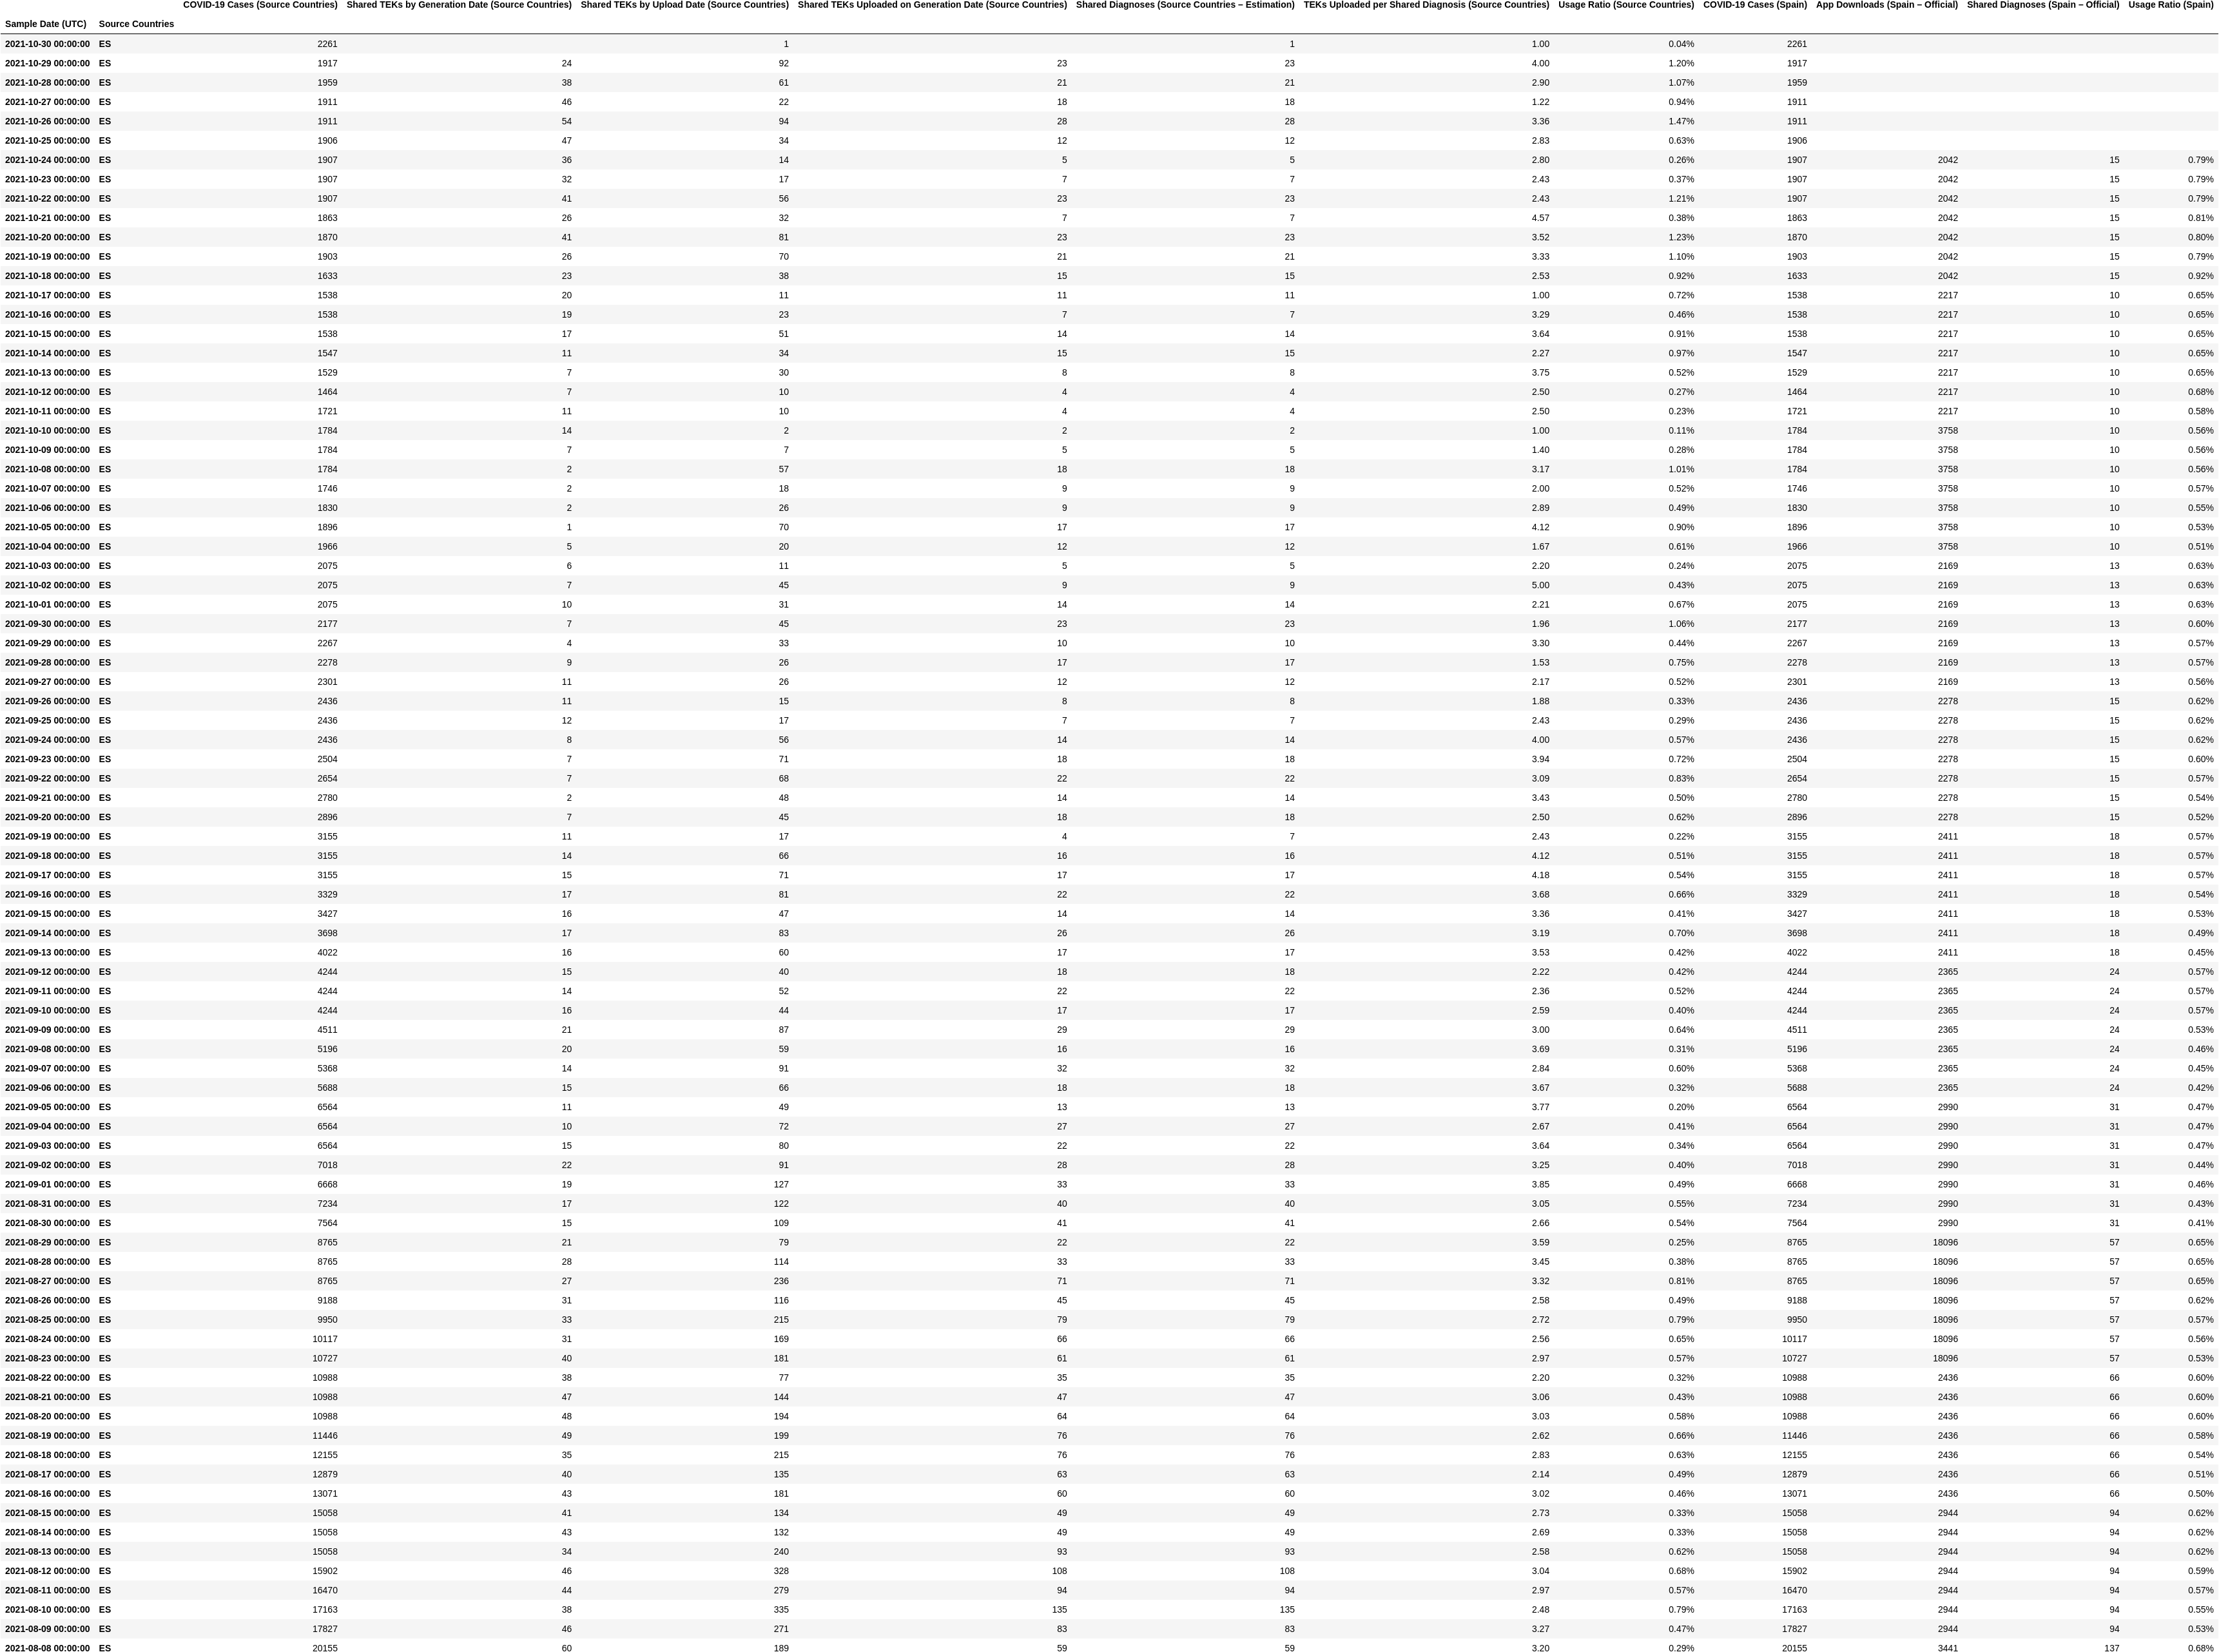 COVID-19 Cases (Source Countries) Shared TEKs by Generation Date (Source Countries) Shared TEKs by Upload Date (Source Countries) Shared TEKs Uploaded on Generation Date (Source Countries) Shared Diagnoses (Source Countries – Estimation) TEKs Uploaded per Shared Diagnosis (Source Countries) Usage Ratio (Source Countries) COVID-19 Cases (Spain) App Downloads (Spain – Official) Shared Diagnoses (Spain – Official) Usage Ratio (Spain)
Sample Date (UTC) Source Countries
2021-10-30 00:00:00 ES 2261 1 1 1.00 0.04% 2261
2021-10-29 00:00:00 ES 1917 24 92 23 23 4.00 1.20% 1917
2021-10-28 00:00:00 ES 1959 38 61 21 21 2.90 1.07% 1959
2021-10-27 00:00:00 ES 1911 46 22 18 18 1.22 0.94% 1911
2021-10-26 00:00:00 ES 1911 54 94 28 28 3.36 1.47% 1911
2021-10-25 00:00:00 ES 1906 47 34 12 12 2.83 0.63% 1906
2021-10-24 00:00:00 ES 1907 36 14 5 5 2.80 0.26% 1907 2042 15 0.79%
2021-10-23 00:00:00 ES 1907 32 17 7 7 2.43 0.37% 1907 2042 15 0.79%
2021-10-22 00:00:00 ES 1907 41 56 23 23 2.43 1.21% 1907 2042 15 0.79%
2021-10-21 00:00:00 ES 1863 26 32 7 7 4.57 0.38% 1863 2042 15 0.81%
2021-10-20 00:00:00 ES 1870 41 81 23 23 3.52 1.23% 1870 2042 15 0.80%
2021-10-19 00:00:00 ES 1903 26 70 21 21 3.33 1.10% 1903 2042 15 0.79%
2021-10-18 00:00:00 ES 1633 23 38 15 15 2.53 0.92% 1633 2042 15 0.92%
2021-10-17 00:00:00 ES 1538 20 11 11 11 1.00 0.72% 1538 2217 10 0.65%
2021-10-16 00:00:00 ES 1538 19 23 7 7 3.29 0.46% 1538 2217 10 0.65%
2021-10-15 00:00:00 ES 1538 17 51 14 14 3.64 0.91% 1538 2217 10 0.65%
2021-10-14 00:00:00 ES 1547 11 34 15 15 2.27 0.97% 1547 2217 10 0.65%
2021-10-13 00:00:00 ES 1529 7 30 8 8 3.75 0.52% 1529 2217 10 0.65%
2021-10-12 00:00:00 ES 1464 7 10 4 4 2.50 0.27% 1464 2217 10 0.68%
2021-10-11 00:00:00 ES 1721 11 10 4 4 2.50 0.23% 1721 2217 10 0.58%
2021-10-10 00:00:00 ES 1784 14 2 2 2 1.00 0.11% 1784 3758 10 0.56%
2021-10-09 00:00:00 ES 1784 7 7 5 5 1.40 0.28% 1784 3758 10 0.56%
2021-10-08 00:00:00 ES 1784 2 57 18 18 3.17 1.01% 1784 3758 10 0.56%
2021-10-07 00:00:00 ES 1746 2 18 9 9 2.00 0.52% 1746 3758 10 0.57%
2021-10-06 00:00:00 ES 1830 2 26 9 9 2.89 0.49% 1830 3758 10 0.55%
2021-10-05 00:00:00 ES 1896 1 70 17 17 4.12 0.90% 1896 3758 10 0.53%
2021-10-04 00:00:00 ES 1966 5 20 12 12 1.67 0.61% 1966 3758 10 0.51%
2021-10-03 00:00:00 ES 2075 6 11 5 5 2.20 0.24% 2075 2169 13 0.63%
2021-10-02 00:00:00 ES 2075 7 45 9 9 5.00 0.43% 2075 2169 13 0.63%
2021-10-01 00:00:00 ES 2075 10 31 14 14 2.21 0.67% 2075 2169 13 0.63%
2021-09-30 00:00:00 ES 2177 7 45 23 23 1.96 1.06% 2177 2169 13 0.60%
2021-09-29 00:00:00 ES 2267 4 33 10 10 3.30 0.44% 2267 2169 13 0.57%
2021-09-28 00:00:00 ES 2278 9 26 17 17 1.53 0.75% 2278 2169 13 0.57%
2021-09-27 00:00:00 ES 2301 11 26 12 12 2.17 0.52% 2301 2169 13 0.56%
2021-09-26 00:00:00 ES 2436 11 15 8 8 1.88 0.33% 2436 2278 15 0.62%
2021-09-25 00:00:00 ES 2436 12 17 7 7 2.43 0.29% 2436 2278 15 0.62%
2021-09-24 00:00:00 ES 2436 8 56 14 14 4.00 0.57% 2436 2278 15 0.62%
2021-09-23 00:00:00 ES 2504 7 71 18 18 3.94 0.72% 2504 2278 15 0.60%
2021-09-22 00:00:00 ES 2654 7 68 22 22 3.09 0.83% 2654 2278 15 0.57%
2021-09-21 00:00:00 ES 2780 2 48 14 14 3.43 0.50% 2780 2278 15 0.54%
2021-09-20 00:00:00 ES 2896 7 45 18 18 2.50 0.62% 2896 2278 15 0.52%
2021-09-19 00:00:00 ES 3155 11 17 4 7 2.43 0.22% 3155 2411 18 0.57%
2021-09-18 00:00:00 ES 3155 14 66 16 16 4.12 0.51% 3155 2411 18 0.57%
2021-09-17 00:00:00 ES 3155 15 71 17 17 4.18 0.54% 3155 2411 18 0.57%
2021-09-16 00:00:00 ES 3329 17 81 22 22 3.68 0.66% 3329 2411 18 0.54%
2021-09-15 00:00:00 ES 3427 16 47 14 14 3.36 0.41% 3427 2411 18 0.53%
2021-09-14 00:00:00 ES 3698 17 83 26 26 3.19 0.70% 3698 2411 18 0.49%
2021-09-13 00:00:00 ES 4022 16 60 17 17 3.53 0.42% 4022 2411 18 0.45%
2021-09-12 00:00:00 ES 4244 15 40 18 18 2.22 0.42% 4244 2365 24 0.57%
2021-09-11 00:00:00 ES 4244 14 52 22 22 2.36 0.52% 4244 2365 24 0.57%
2021-09-10 00:00:00 ES 4244 16 44 17 17 2.59 0.40% 4244 2365 24 0.57%
2021-09-09 00:00:00 ES 4511 21 87 29 29 3.00 0.64% 4511 2365 24 0.53%
2021-09-08 00:00:00 ES 5196 20 59 16 16 3.69 0.31% 5196 2365 24 0.46%
2021-09-07 00:00:00 ES 5368 14 91 32 32 2.84 0.60% 5368 2365 24 0.45%
2021-09-06 00:00:00 ES 5688 15 66 18 18 3.67 0.32% 5688 2365 24 0.42%
2021-09-05 00:00:00 ES 6564 11 49 13 13 3.77 0.20% 6564 2990 31 0.47%
2021-09-04 00:00:00 ES 6564 10 72 27 27 2.67 0.41% 6564 2990 31 0.47%
2021-09-03 00:00:00 ES 6564 15 80 22 22 3.64 0.34% 6564 2990 31 0.47%
2021-09-02 00:00:00 ES 7018 22 91 28 28 3.25 0.40% 7018 2990 31 0.44%
2021-09-01 00:00:00 ES 6668 19 127 33 33 3.85 0.49% 6668 2990 31 0.46%
2021-08-31 00:00:00 ES 7234 17 122 40 40 3.05 0.55% 7234 2990 31 0.43%
2021-08-30 00:00:00 ES 7564 15 109 41 41 2.66 0.54% 7564 2990 31 0.41%
2021-08-29 00:00:00 ES 8765 21 79 22 22 3.59 0.25% 8765 18096 57 0.65%
2021-08-28 00:00:00 ES 8765 28 114 33 33 3.45 0.38% 8765 18096 57 0.65%
2021-08-27 00:00:00 ES 8765 27 236 71 71 3.32 0.81% 8765 18096 57 0.65%
2021-08-26 00:00:00 ES 9188 31 116 45 45 2.58 0.49% 9188 18096 57 0.62%
2021-08-25 00:00:00 ES 9950 33 215 79 79 2.72 0.79% 9950 18096 57 0.57%
2021-08-24 00:00:00 ES 10117 31 169 66 66 2.56 0.65% 10117 18096 57 0.56%
2021-08-23 00:00:00 ES 10727 40 181 61 61 2.97 0.57% 10727 18096 57 0.53%
2021-08-22 00:00:00 ES 10988 38 77 35 35 2.20 0.32% 10988 2436 66 0.60%
2021-08-21 00:00:00 ES 10988 47 144 47 47 3.06 0.43% 10988 2436 66 0.60%
2021-08-20 00:00:00 ES 10988 48 194 64 64 3.03 0.58% 10988 2436 66 0.60%
2021-08-19 00:00:00 ES 11446 49 199 76 76 2.62 0.66% 11446 2436 66 0.58%
2021-08-18 00:00:00 ES 12155 35 215 76 76 2.83 0.63% 12155 2436 66 0.54%
2021-08-17 00:00:00 ES 12879 40 135 63 63 2.14 0.49% 12879 2436 66 0.51%
2021-08-16 00:00:00 ES 13071 43 181 60 60 3.02 0.46% 13071 2436 66 0.50%
2021-08-15 00:00:00 ES 15058 41 134 49 49 2.73 0.33% 15058 2944 94 0.62%
2021-08-14 00:00:00 ES 15058 43 132 49 49 2.69 0.33% 15058 2944 94 0.62%
2021-08-13 00:00:00 ES 15058 34 240 93 93 2.58 0.62% 15058 2944 94 0.62%
2021-08-12 00:00:00 ES 15902 46 328 108 108 3.04 0.68% 15902 2944 94 0.59%
2021-08-11 00:00:00 ES 16470 44 279 94 94 2.97 0.57% 16470 2944 94 0.57%
2021-08-10 00:00:00 ES 17163 38 335 135 135 2.48 0.79% 17163 2944 94 0.55%
2021-08-09 00:00:00 ES 17827 46 271 83 83 3.27 0.47% 17827 2944 94 0.53%
2021-08-08 00:00:00 ES 20155 60 189 59 59 3.20 0.29% 20155 3441 137 0.68%